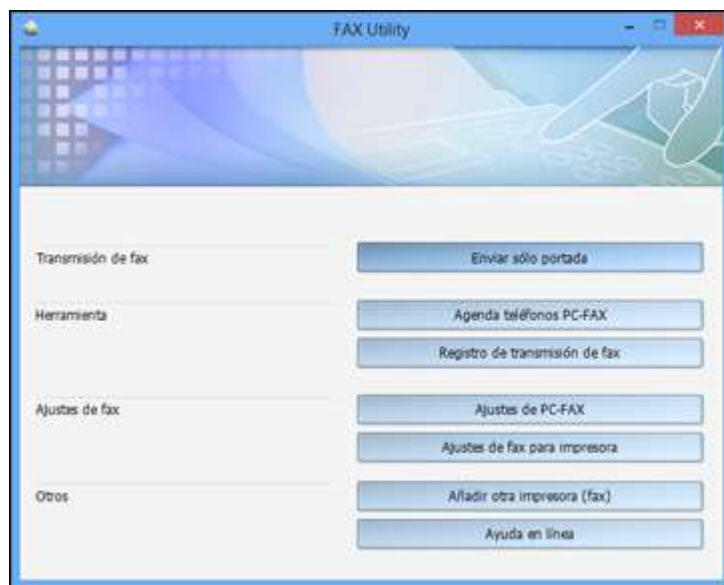 FAX Utility
Transmisión de fax
Enviar sólo portada
Herramienta
Agenda teléfonos PC-FAX
Registro de transmisión de fax
Ajustes de fax
Ajustes de PC-FAX
Ajustes de fax para impresora
Otros
Añadir otra impresora (fax)
Ayuda en línea